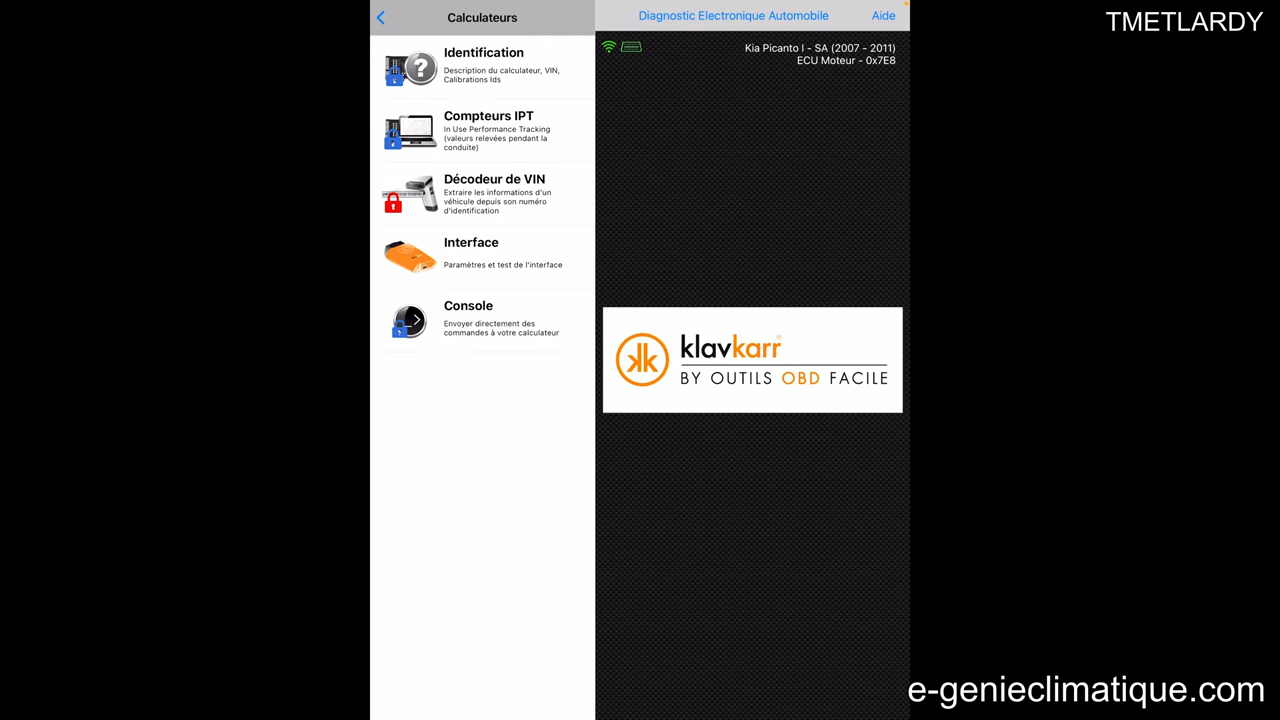 Calculateurs
Identification
Description du calculateur, VIN,
Calibrations Ids
Compteurs IPT
In Use Performance Tracking
(valeurs relevées pendant la
conduite)
Décodeur de VIN
Extraire les informations d'un
véhicule depuis son numéro
d'identification
Interface
Paramètres et test de l'interface
Console
Envoyer directement des
commandes à votre calculateur
Diagnostic Electronique Automobile
Aide
Kia Picanto I - SA (2007 - 2011)
ECU Moteur - 0x7E8
klavkarr
BY OUTILS OBD FACILE
TMETLARDY
e-genieclimatique.com